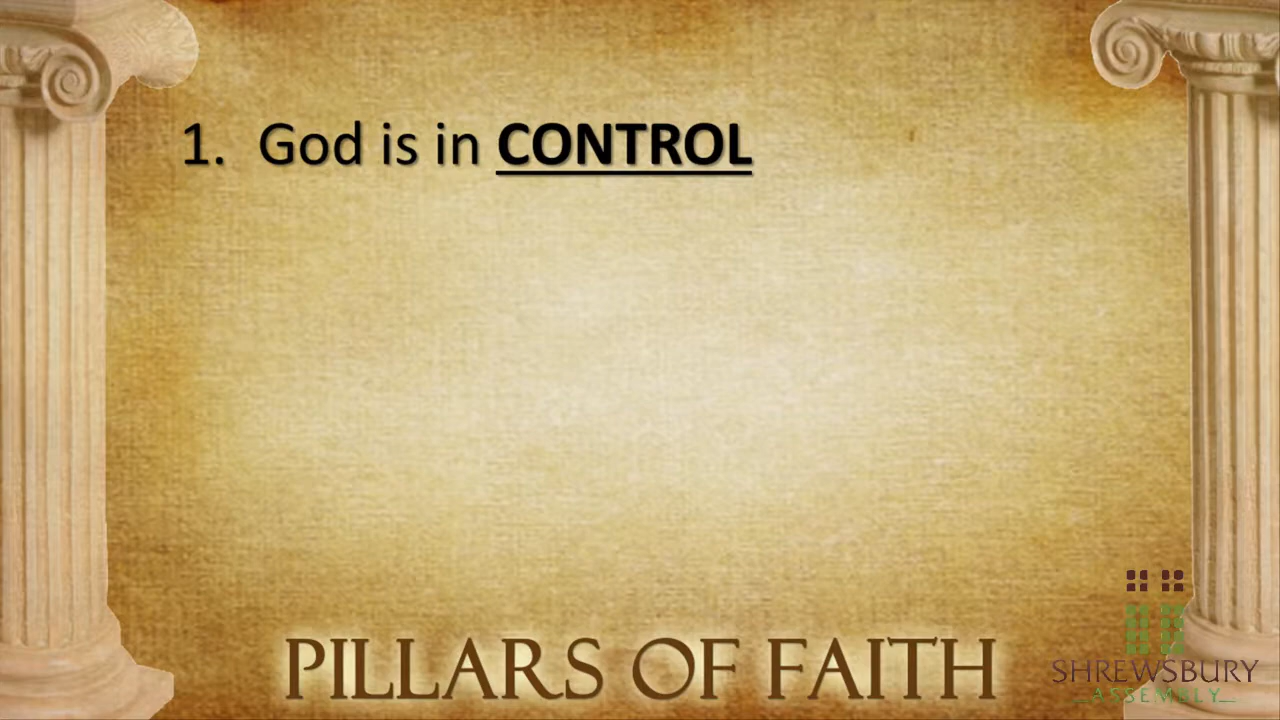 1. God is in CONTROL
PILLARS OF FAITH
SHREWSBURY
ASSEMBLY